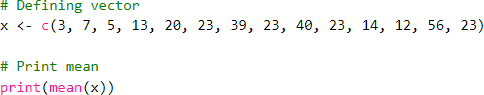 # Defining vector
x <- c(3, 7, 5, 13, 20, 23, 39, 23, 40, 23, 14, 12, 56, 23)
# Print mean
print(mean(x))